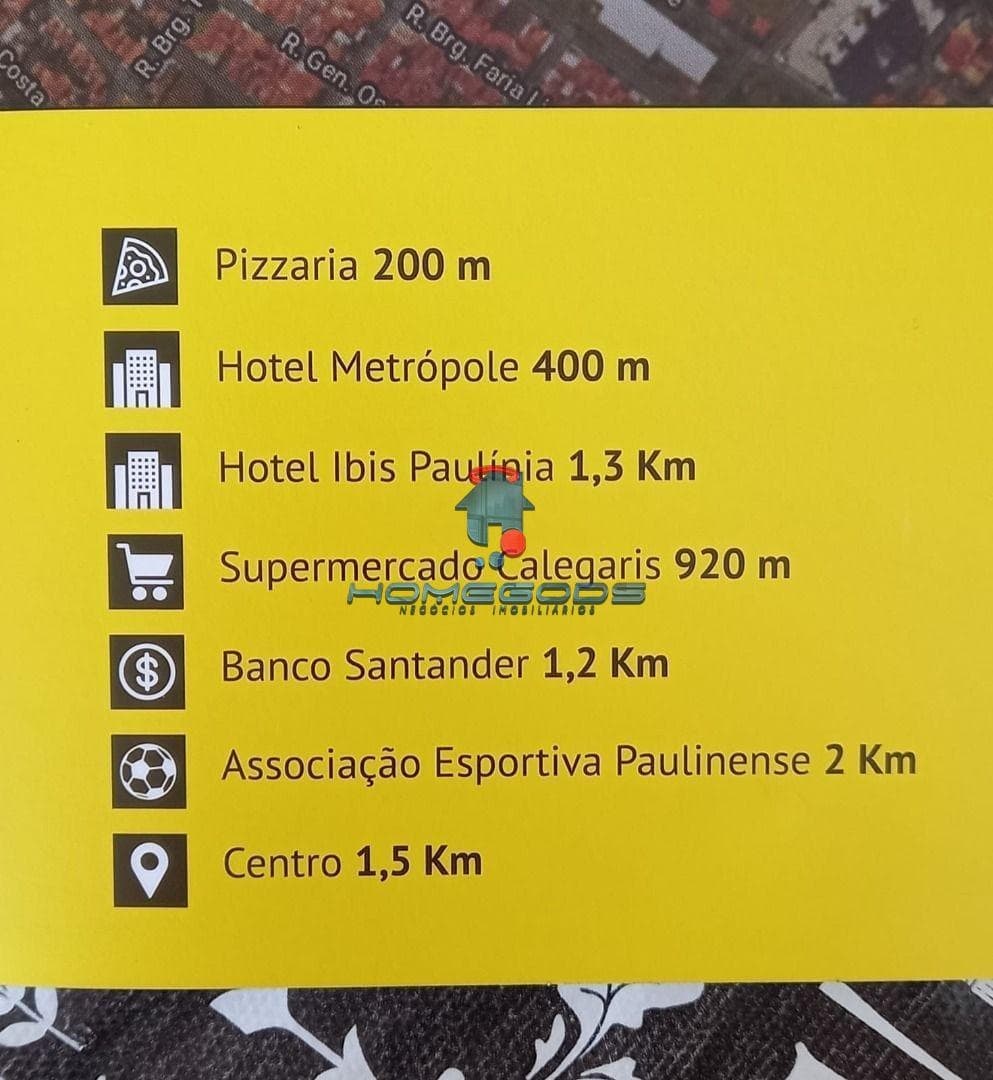 Costa
R. Brg.
R. Gen. Os
R. Brg. Faria
Pizzaria 200 m
Hotel Metrópole 400 m
Hotel Ibis Paulínia 1,3 Km
Supermercado Calegaris 920 m
HOMEGODS
NEGÓCIOS IMOBILIÁRIOS
Banco Santander 1,2 Km
Associação Esportiva Paulinense 2 Km
Centro 1,5 Km